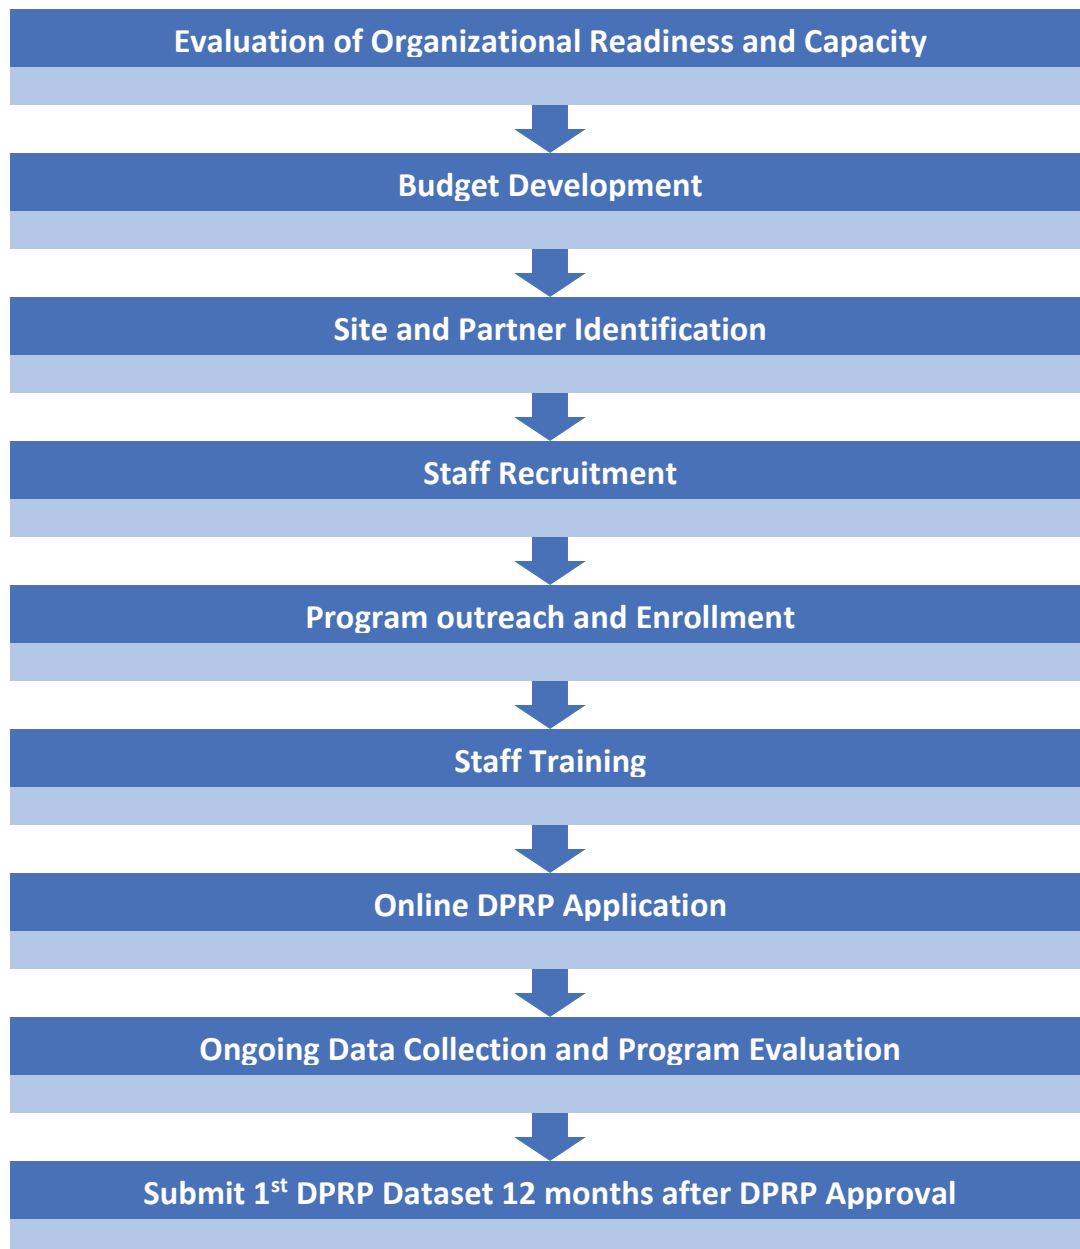 Evaluation of Organizational Readiness and Capacity
Budget Development
Site and Partner Identification
Staff Recruitment
Program outreach and Enrollment
Staff Training
Online DPRP Application
Ongoing Data Collection and Program Evaluation
Submit 1st DPRP Dataset 12 months after DPRP Approval